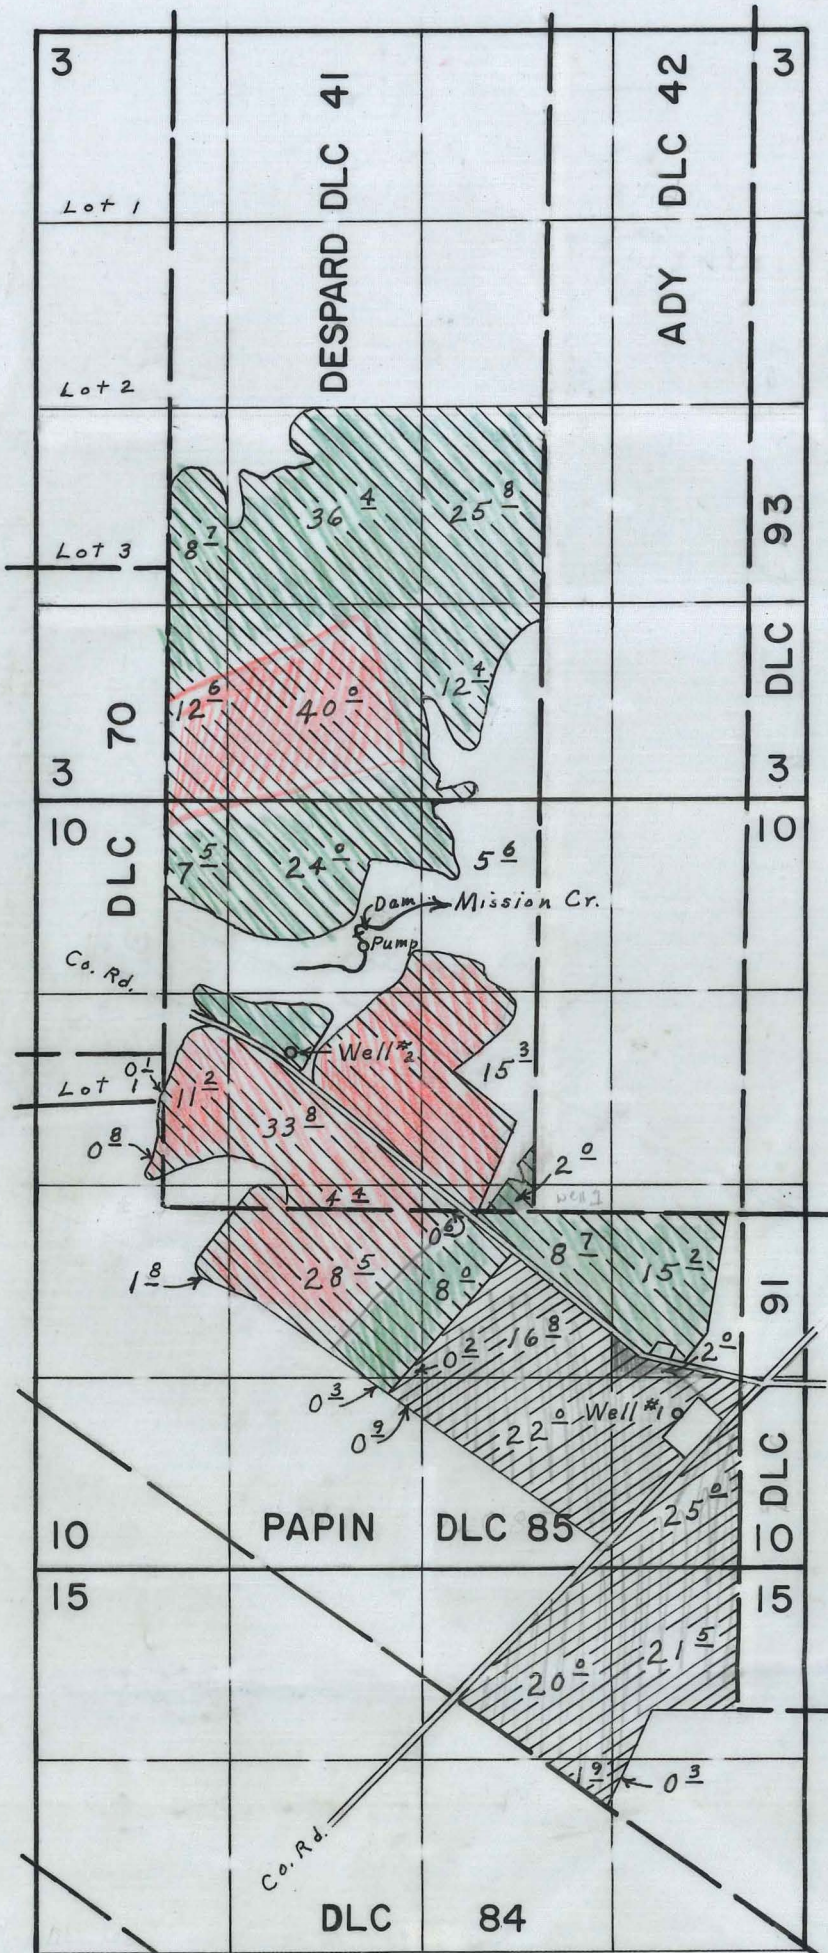 3
3
DESPARD DLC 41
ADY DLC 42
Lot 1
Lot 2
Lot 3
8 7
36 4
25 8
DLC 93
12 6
40 0
12 4
DLC 70
3
3
10
10
7 5
24 0
5 6
Dam
Mission Cr.
Pump
Co. Rd.
Well #2
15 3
0 1
Lot 1
11 2
33 8
0 8
2 0
well 1
4 4
0 6
8 7
15 2
1 8
28 5
8 0
DLC 91
16 8
0 2
2 0
0 3
0 9
22 0
Well #1
25 0
10
PAPIN DLC 85
10
15
15
20 0
21 5
1 9
0 3
Co. Rd.
DLC 84